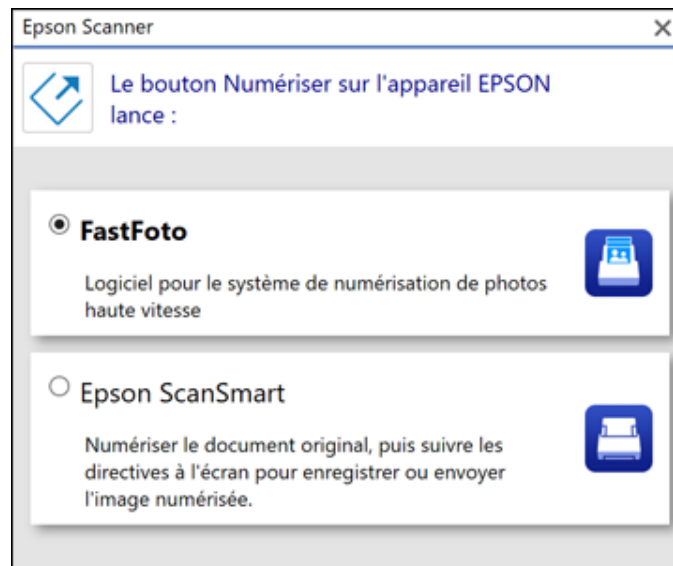 Epson Scanner
Le bouton Numériser sur l'appareil EPSON
lance :
FastFoto
Logiciel pour le système de numérisation de photos
haute vitesse
Epson ScanSmart
Numériser le document original, puis suivre les
directives à l'écran pour enregistrer ou envoyer
l'image numérisée.